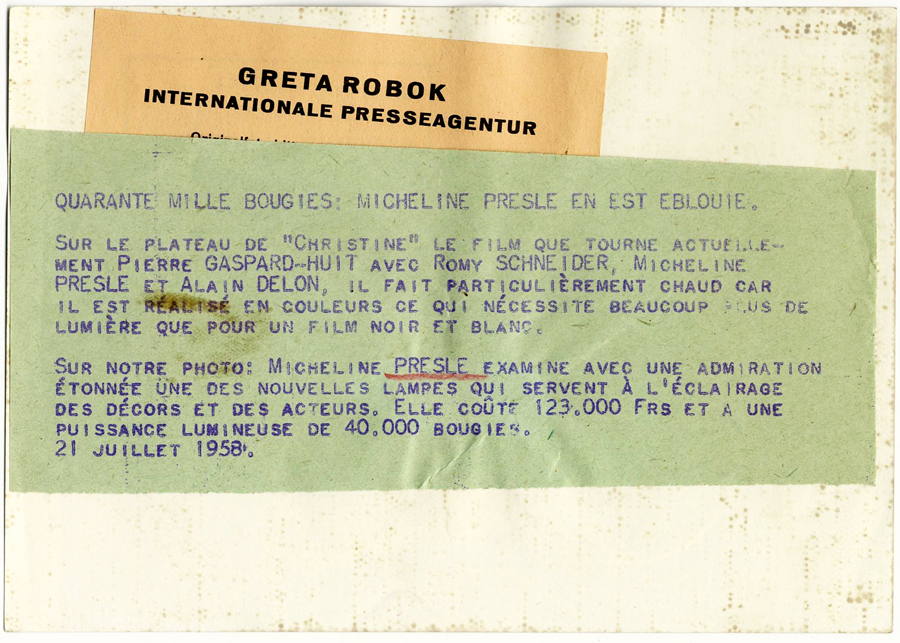 GRETA ROBOK
INTERNATIONALE PRESSEAGENTUR
QUARANTE MILLE BOUGIES: MICHELINE PRESLE EN EST EBLOUIE.
SUR LE PLATEAU DE "CHRISTINE" LE FILM QUE TOURNE ACTUELLE-
MENT PIERRE GASPARD-HUIT AVEC ROMY SCHNEIDER, MICHELINE
PRESLE ET ALAIN DELON, IL FAIT PARTICULIÈREMENT CHAUD CAR
IL EST RÉALISÉ EN COULEURS CE QUI NÉCESSITE BEAUCOUP PLUS DE
LUMIÈRE QUE POUR UN FILM NOIR ET BLANC.
SUR NOTRE PHOTO: MICHELINE PRESLE EXAMINE AVEC UNE ADMIRATION
ÉTONNÉE UNE DES NOUVELLES LAMPES QUI SERVENT À L'ÉCLAIRAGE
DES DÉCORS ET DES ACTEURS. ELLE COÛTE 123.000 FRS ET A UNE
PUISSANCE LUMINEUSE DE 40.000 BOUGIES.
21 JUILLET 1958.